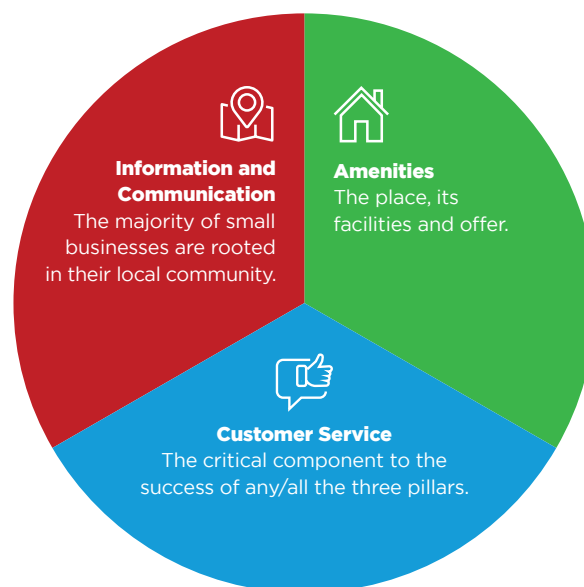 Information and
Communication
The majority of small
businesses are rooted
in their local community.
Amenities
The place, its
facilities and offer.
Customer Service
The critical component to the
success of any/all the three pillars.